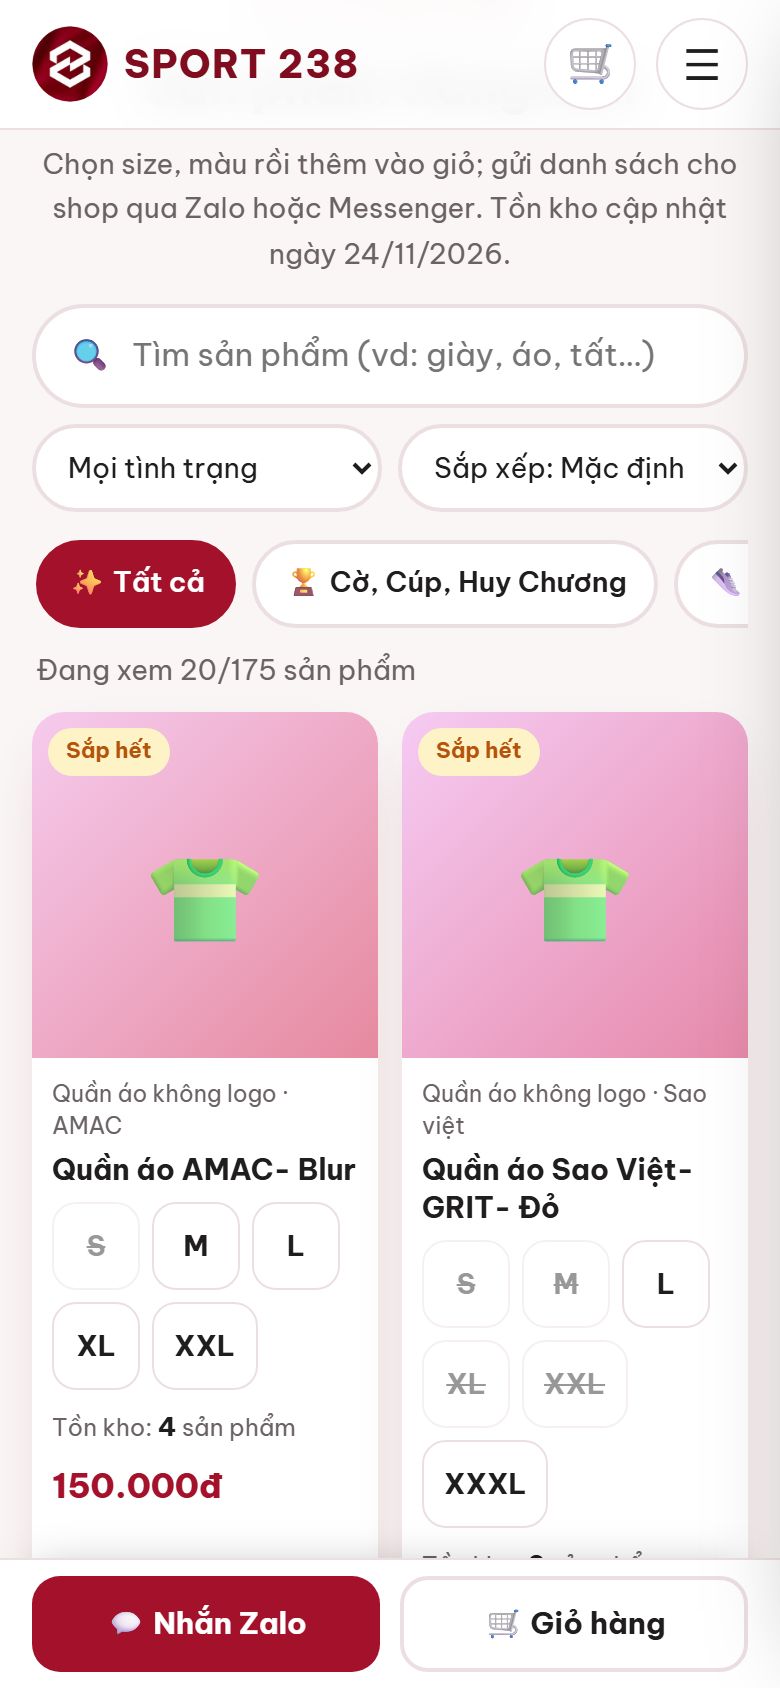 SPORT 238
Chọn size, màu rồi thêm vào giỏ; gửi danh sách cho
shop qua Zalo hoặc Messenger. Tồn kho cập nhật
ngày 24/11/2026.
Tìm sản phẩm (vd: giày, áo, tất...)
Mọi tình trạng
Sắp xếp: Mặc định
Tất cả
Cờ, Cúp, Huy Chương
Đang xem 20/175 sản phẩm
Sắp hết
Quần áo không logo ·
AMAC
Quần áo AMAC- Blur
S M L
XL XXL
Tồn kho: 4 sản phẩm
150.000đ
Sắp hết
Quần áo không logo · Sao
việt
Quần áo Sao Việt-
GRIT- Đỏ
S M L
XL XXL
XXXL
Nhắn Zalo
Giỏ hàng